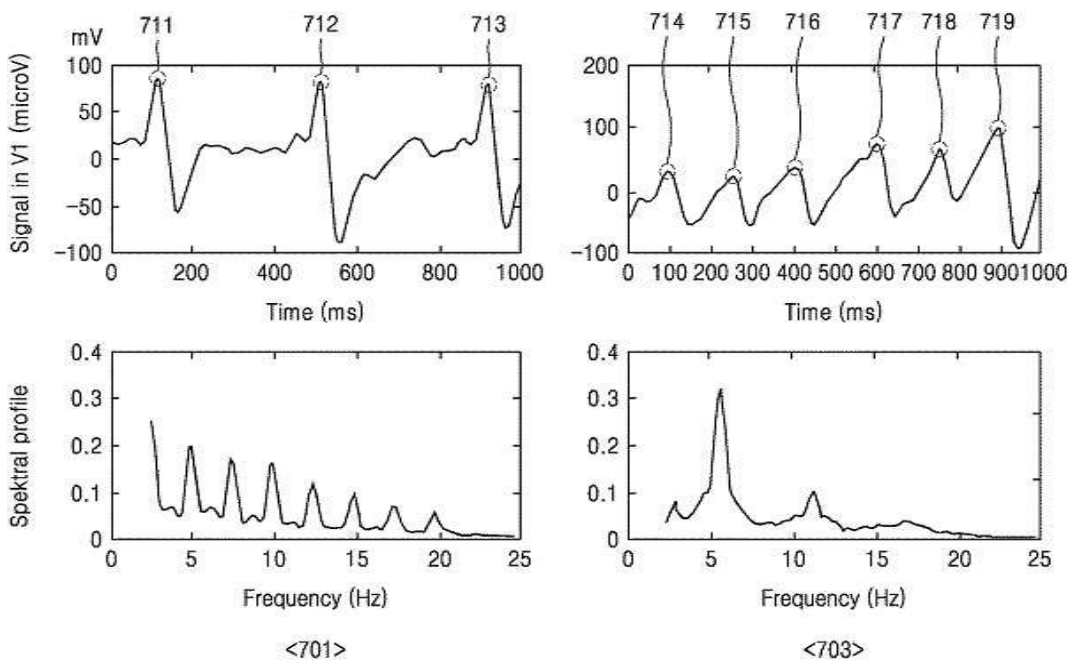 711 712 713 714 715 716 717 718 719
mV
100 50 0 -50 -100
Signal in V1 (microV)
0 200 400 600 800 1000
Time (ms)
200 100 0 -100
0 100 200 300 400 500 600 700 800 900 1000
Time (ms)
0.4 0.3 0.2 0.1 0
Spektral profile
0 5 10 15 20 25
Frequency (Hz)
<701>
0.4 0.3 0.2 0.1 0
0 5 10 15 20 25
Frequency (Hz)
<703>